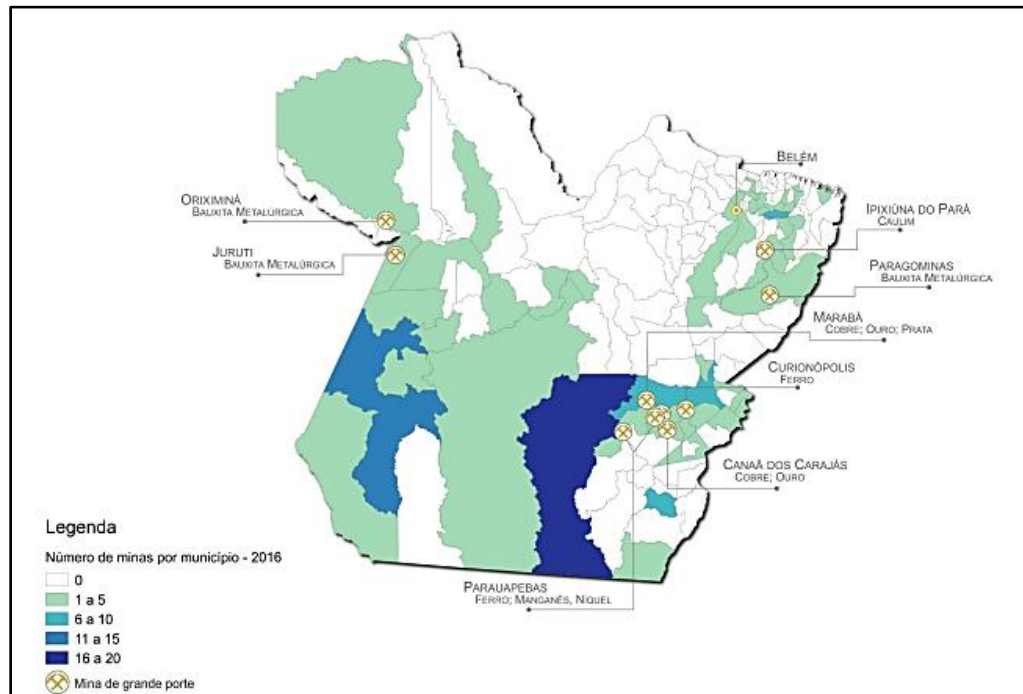 BELÉM
ORIXIMINÁ
BAUXITA METALÚRGICA
IPIXIÚNA DO PARÁ
CAULIM
JURUTI
BAUXITA METALÚRGICA
PARAGOMINAS
BAUXITA METALÚRGICA
MARABÁ
COBRE; OURO; PRATA
CURIONÓPOLIS
FERRO
CANAÃ DOS CARAJÁS
COBRE; OURO
PARAUAPEBAS
FERRO; MANGANÊS, NÍQUEL
Legenda
Número de minas por município - 2016
0
1 a 5
6 a 10
11 a 15
16 a 20
Mina de grande porte